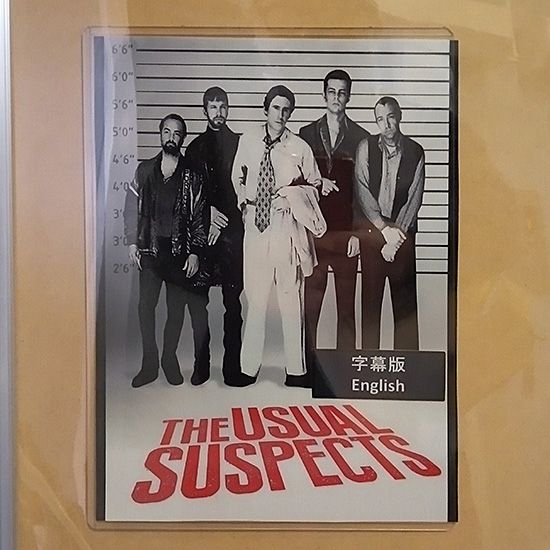 6'6"
6'0"
5'6"
5'0"
4'6"
4'0
3'
3'0
2'6"
字幕版
English
THE USUAL
SUSPECTS